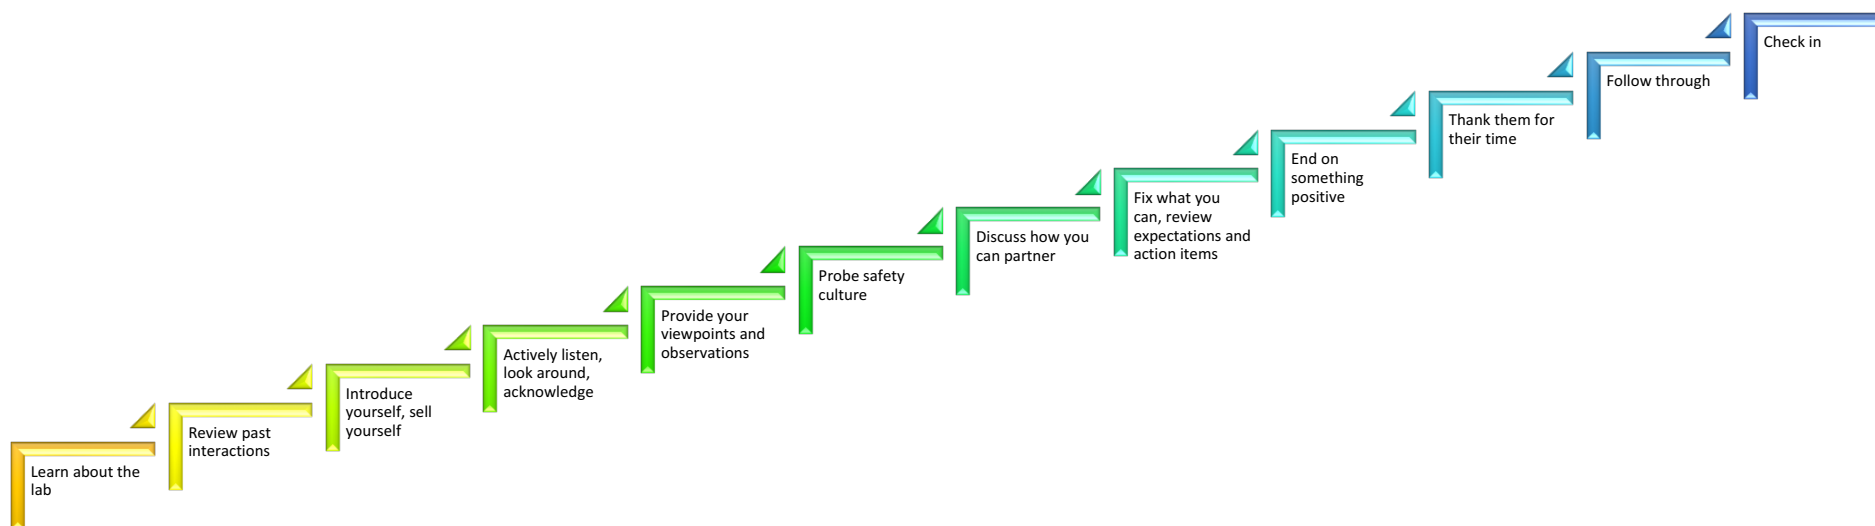 Learn about the
lab
Review past
interactions
Introduce
yourself, sell
yourself
Actively listen,
look around,
acknowledge
Provide your
viewpoints and
observations
Probe safety
culture
Discuss how you
can partner
Fix what you
can, review
expectations and
action items
End on
something
positive
Thank them for
their time
Follow through
Check in